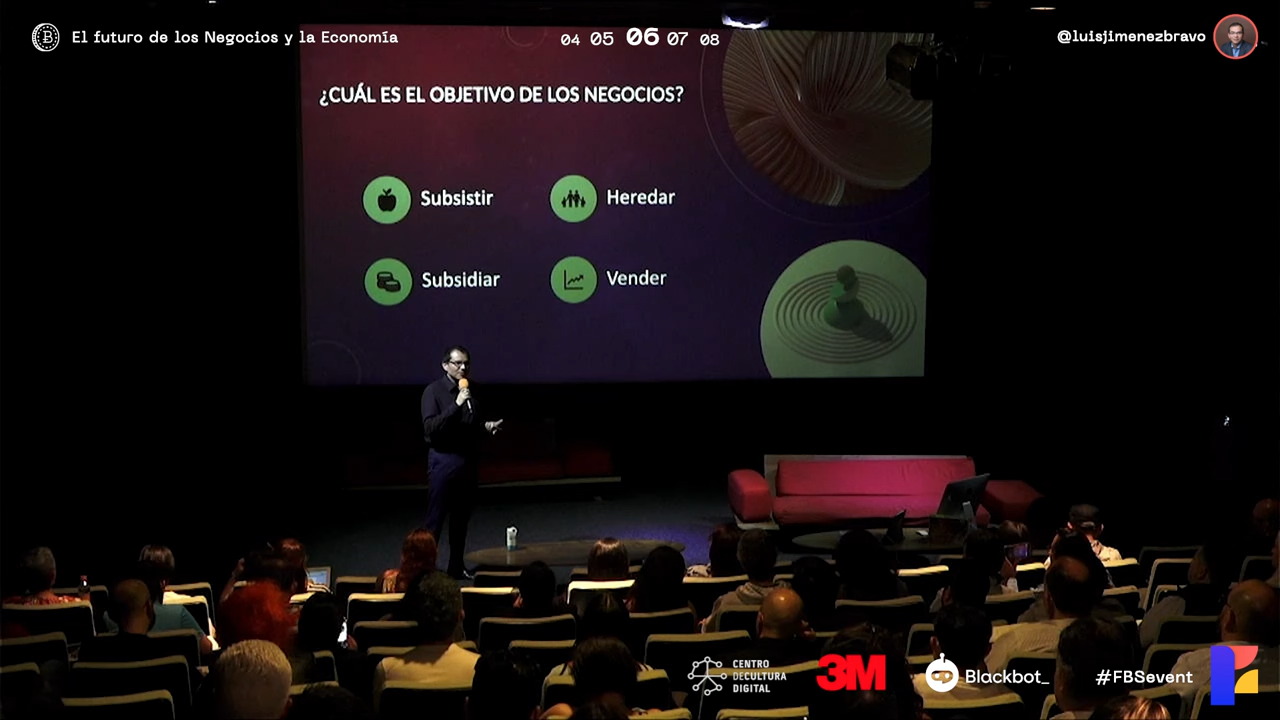 El futuro de los Negocios y la Economía
04 05 06 07 08
@luisjimenezbravo
¿CUÁL ES EL OBJETIVO DE LOS NEGOCIOS?
Subsistir
Heredar
Subsidiar
Vender
CENTRO
DECULTURA
DIGITAL
3M
Blackbot_
#FBSevent